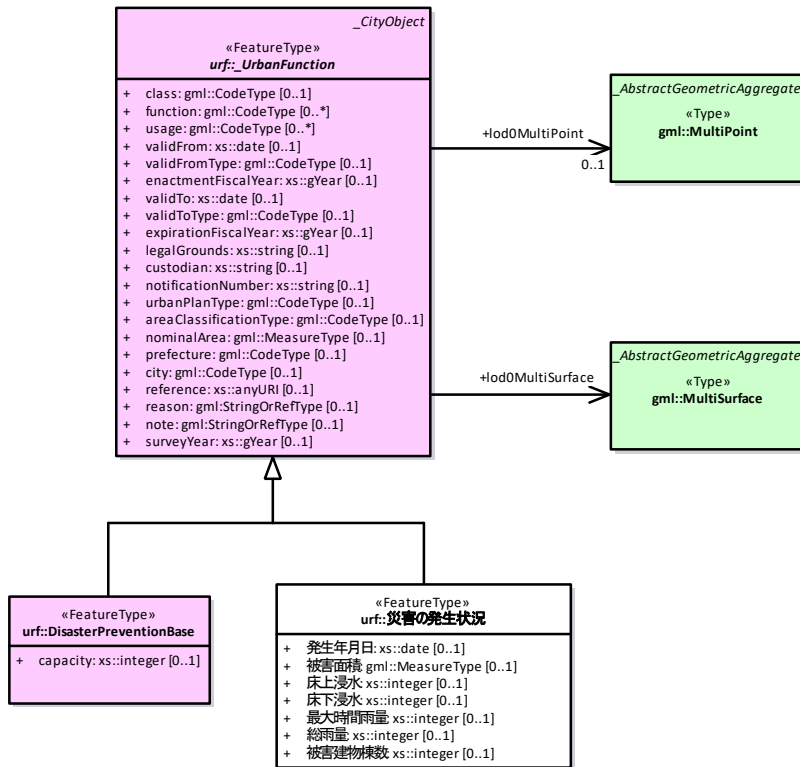 _CityObject
«FeatureType»
urf::_UrbanFunction
+ class: gml::CodeType [0..1]
+ function: gml::CodeType [0..*]
+ usage: gml::CodeType [0..*]
+ validFrom: xs::date [0..1]
+ validFromType: gml::CodeType [0..1]
+ enactmentFiscalYear: xs::gYear [0..1]
+ validTo: xs::date [0..1]
+ validToType: gml::CodeType [0..1]
+ expirationFiscalYear: xs::gYear [0..1]
+ legalGrounds: xs::string [0..1]
+ custodian: xs::string [0..1]
+ notificationNumber: xs::string [0..1]
+ urbanPlanType: gml::CodeType [0..1]
+ areaClassificationType: gml::CodeType [0..1]
+ nominalArea: gml::MeasureType [0..1]
+ prefecture: gml::CodeType [0..1]
+ city: gml::CodeType [0..1]
+ reference: xs::anyURI [0..1]
+ reason: gml:StringOrRefType [0..1]
+ note: gml:StringOrRefType [0..1]
+ surveyYear: xs::gYear [0..1]
+lod0MultiPoint
0..1
_AbstractGeometricAggregate
«Type»
gml::MultiPoint
+lod0MultiSurface
_AbstractGeometricAggregate
«Type»
gml::MultiSurface
«FeatureType»
urf::DisasterPreventionBase
+ capacity: xs::integer [0..1]
«FeatureType»
urf::災害の発生状況
+ 発生年月日: xs::date [0..1]
+ 被害面積: gml::MeasureType [0..1]
+ 床上浸水: xs::integer [0..1]
+ 床下浸水: xs::integer [0..1]
+ 最大時間雨量: xs::integer [0..1]
+ 総雨量: xs::integer [0..1]
+ 被害建物棟数: xs::integer [0..1]